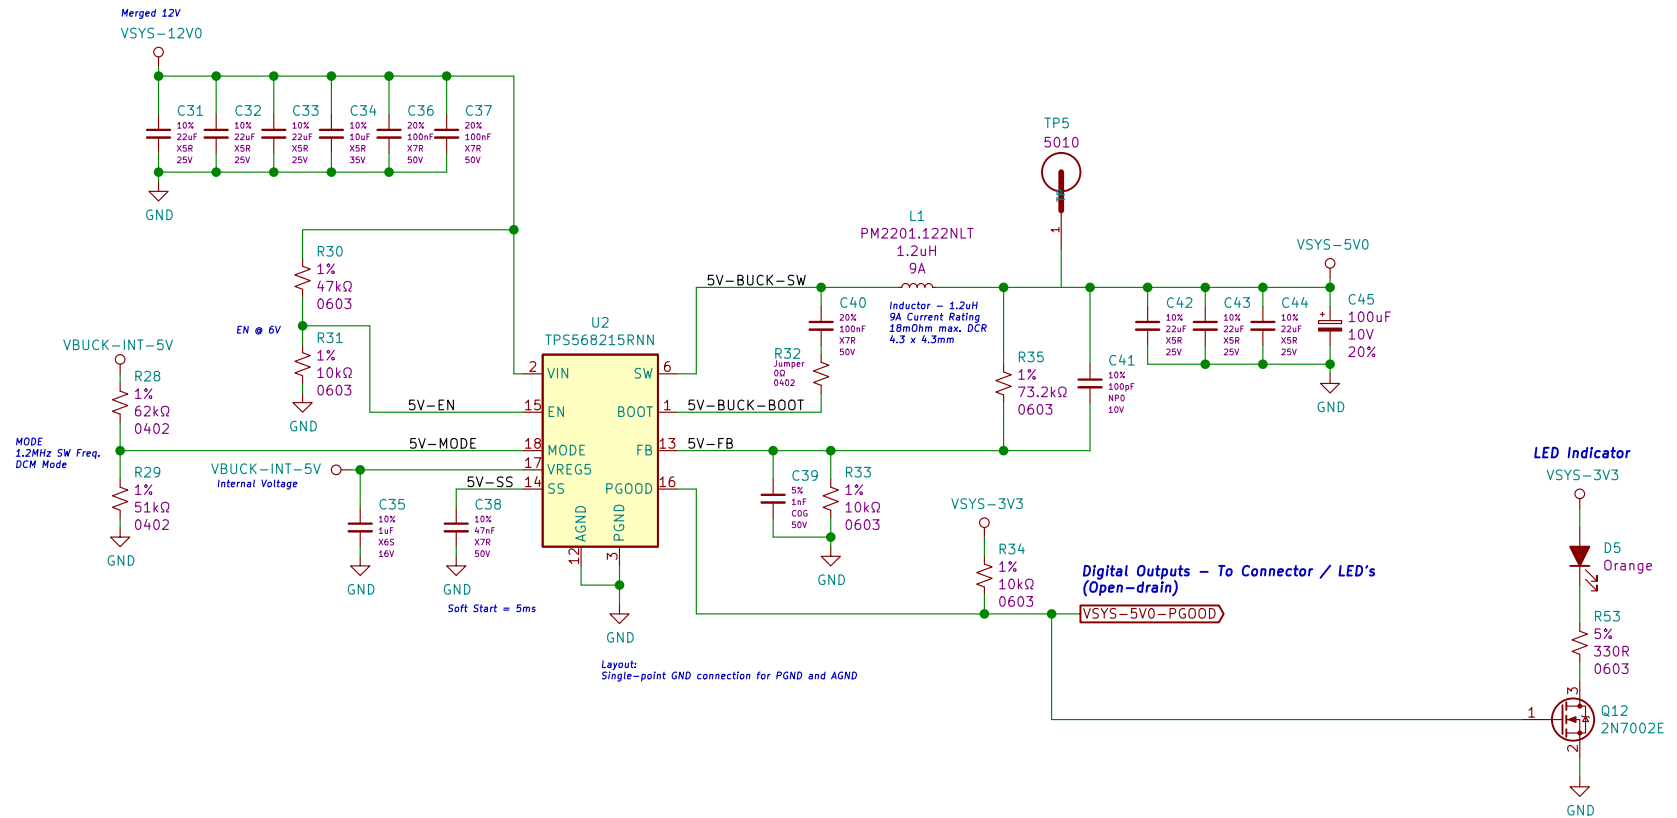 Merged 12V
VSYS-12V0
C31
10%
22uF
X5R
25V
C32
10%
22uF
X5R
25V
C33
10%
22uF
X5R
25V
C34
10%
10uF
X5R
35V
C36
20%
100nF
X7R
50V
C37
20%
100nF
X7R
50V
GND
R30
1%
47kΩ
0603
EN @ 6V
R31
1%
10kΩ
0603
GND
VBUCK-INT-5V
R28
1%
62kΩ
0402
MODE
1.2MHz SW Freq.
DCM Mode
R29
1%
51kΩ
0402
GND
VBUCK-INT-5V
Internal Voltage
C35
10%
1uF
X6S
16V
GND
5V-EN
5V-MODE
5V-SS
C38
10%
47nF
X7R
50V
GND
Soft Start = 5ms
U2
TPS568215RNN
2
VIN
15
EN
18
MODE
17
VREG5
14
SS
SW
6
BOOT
1
FB
13
PGOOD
16
AGND
12
PGND
3
GND
Layout:
Single-point GND connection for PGND and AGND
5V-BUCK-SW
5V-BUCK-BOOT
5V-FB
C40
20%
100nF
X7R
50V
R32
Jumper
0Ω
0402
L1
PM2201.122NLT
1.2uH
9A
Inductor - 1.2uH
9A Current Rating
18mOhm max. DCR
4.3 x 4.3mm
TP5
5010
1
C39
5%
1nF
C0G
50V
R33
1%
10kΩ
0603
GND
R35
1%
73.2kΩ
0603
C41
10%
100pF
NP0
10V
C42
10%
22uF
X5R
25V
C43
10%
22uF
X5R
25V
C44
10%
22uF
X5R
25V
VSYS-5V0
C45
100uF
10V
20%
GND
VSYS-3V3
R34
1%
10kΩ
0603
Digital Outputs - To Connector / LED's
(Open-drain)
VSYS-5V0-PGOOD
LED Indicator
VSYS-3V3
D5
Orange
R53
5%
330R
0603
3
1
2
Q12
2N7002E
GND